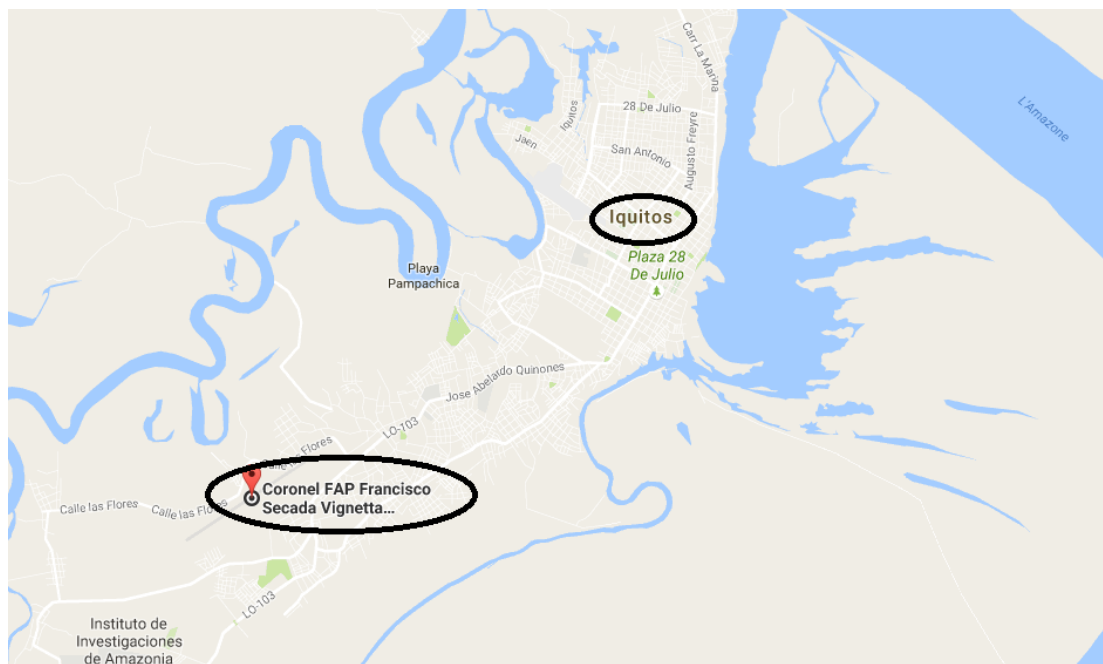 Carr La Marina
L'Amazone
28 De Julio
Iquitos
Jaen
San Antonio
Augusto Freyre
Iquitos
Plaza 28
De Julio
Playa
Pampachica
Jose Abelardo Quinones
LO-103
Calle las Flores
Coronel FAP Francisco
Secada Vignetta...
Calle las Flores
Calle las Flores
LO-103
Instituto de
Investigaciones
de Amazonia